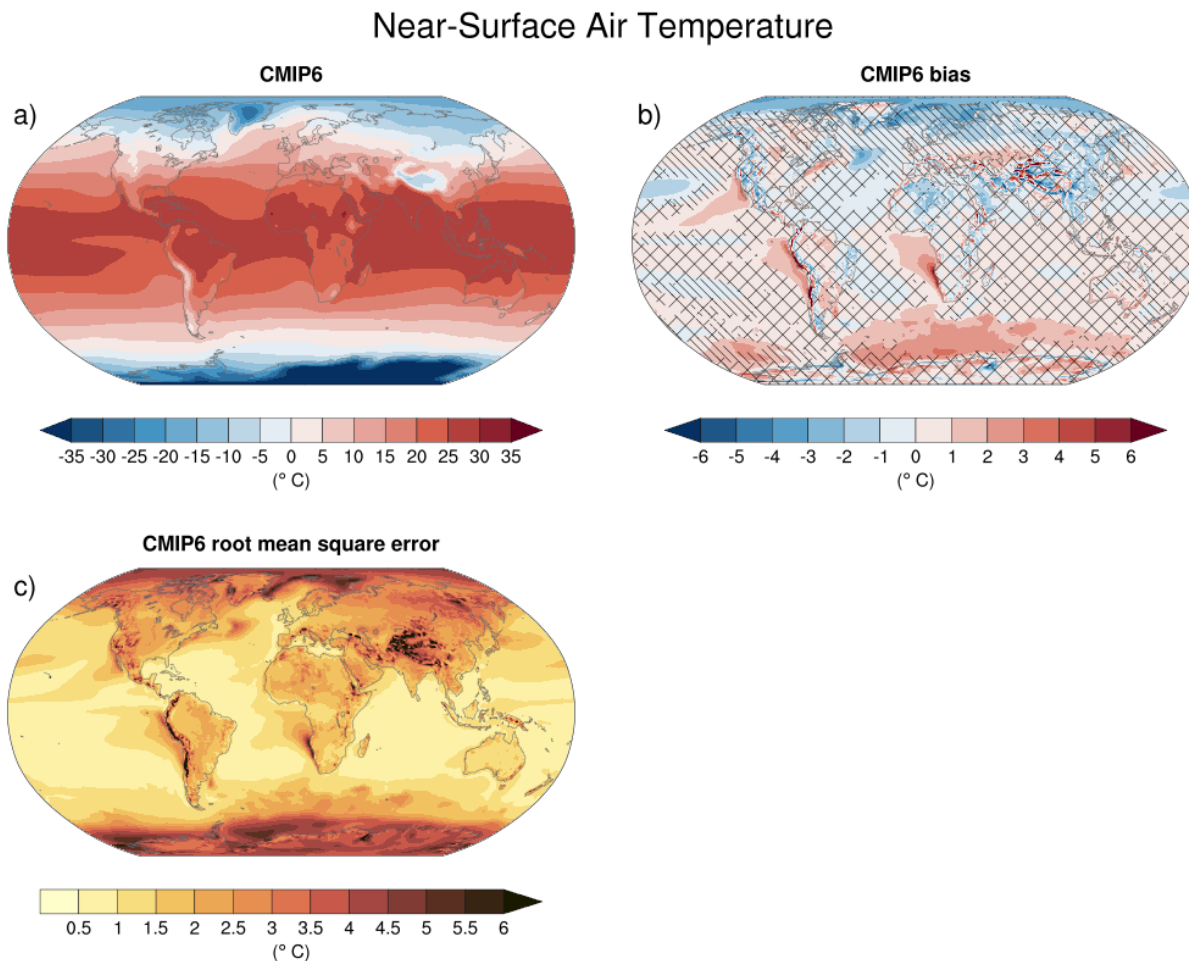 Near-Surface Air Temperature
CMIP6
CMIP6 bias
a)
b)
-35 -30 -25 -20 -15 -10 -5 0 5 10 15 20 25 30 35
(° C)
-6 -5 -4 -3 -2 -1 0 1 2 3 4 5 6
(° C)
CMIP6 root mean square error
c)
0.5 1 1.5 2 2.5 3 3.5 4 4.5 5 5.5 6
(° C)